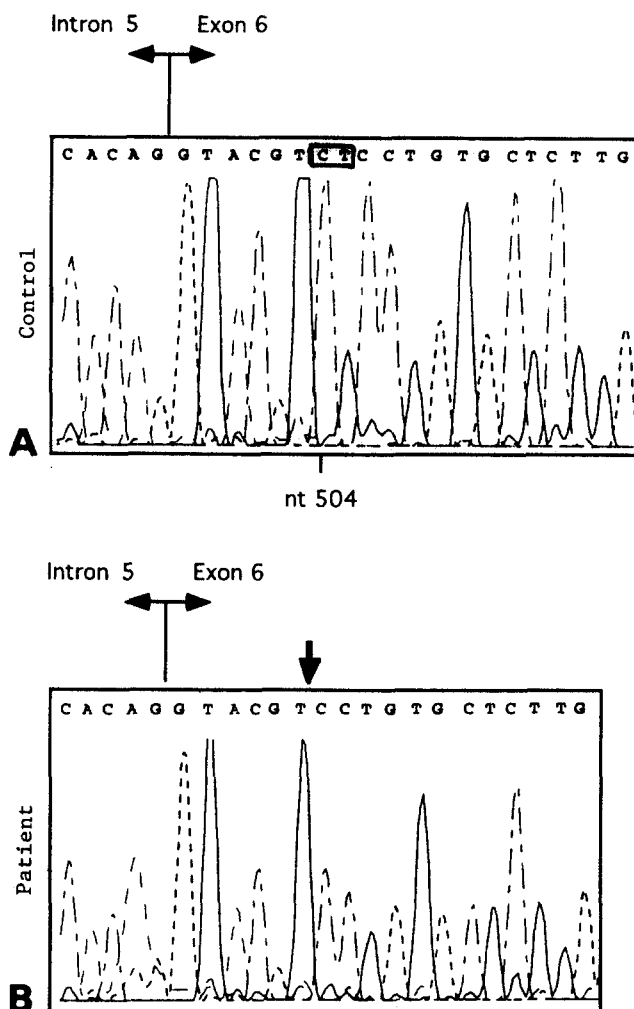 Intron 5 Exon 6
C A C A G G T A C G T C T C C T G T G C T C T T G
Control
A
nt 504
Intron 5 Exon 6
C A C A G G T A C G T C C T G T G C T C T T G
Patient
B